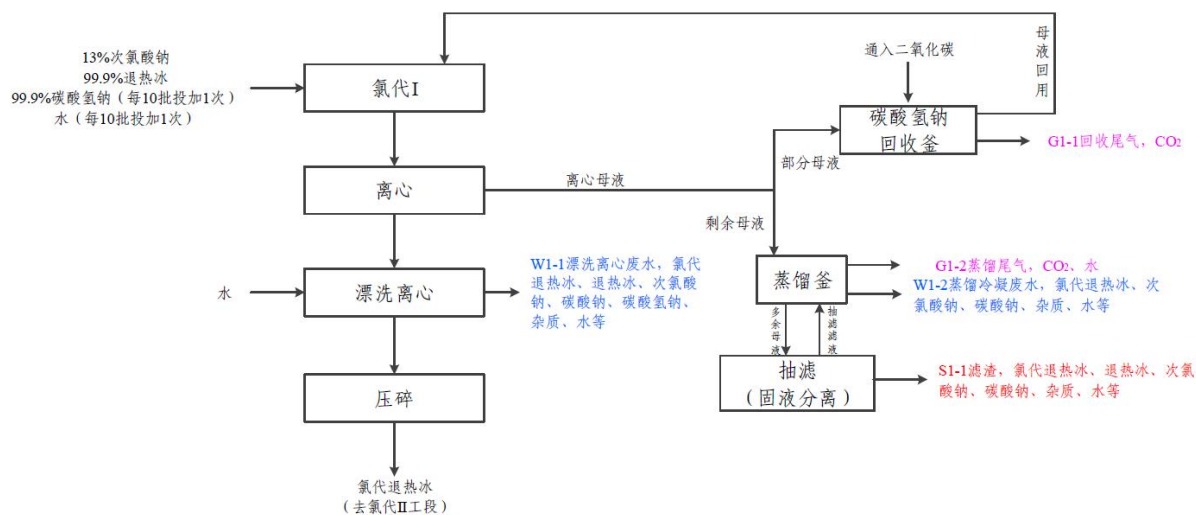 13%次氯酸钠
99.9%退热冰
99.9%碳酸氢钠（每10批投加1次）
水（每10批投加1次）
氯代I
通入二氧化碳
母液回用
碳酸氢钠
回收釜
G1-1回收尾气，CO₂
部分母液
离心
离心母液
剩余母液
水
漂洗离心
W1-1漂洗离心废水，氯代
退热冰、退热冰、次氯酸
钠、碳酸钠、碳酸氢钠、
杂质、水等
蒸馏釜
G1-2蒸馏尾气，CO₂、水
W1-2蒸馏冷凝废水，氯代退热冰、次
氯酸钠、碳酸钠、杂质、水等
多余母液
抽滤滤液
压碎
抽滤
（固液分离）
S1-1滤渣，氯代退热冰、退热冰、次氯
酸钠、碳酸钠、杂质、水等
氯代退热冰
（去氯代II工段）